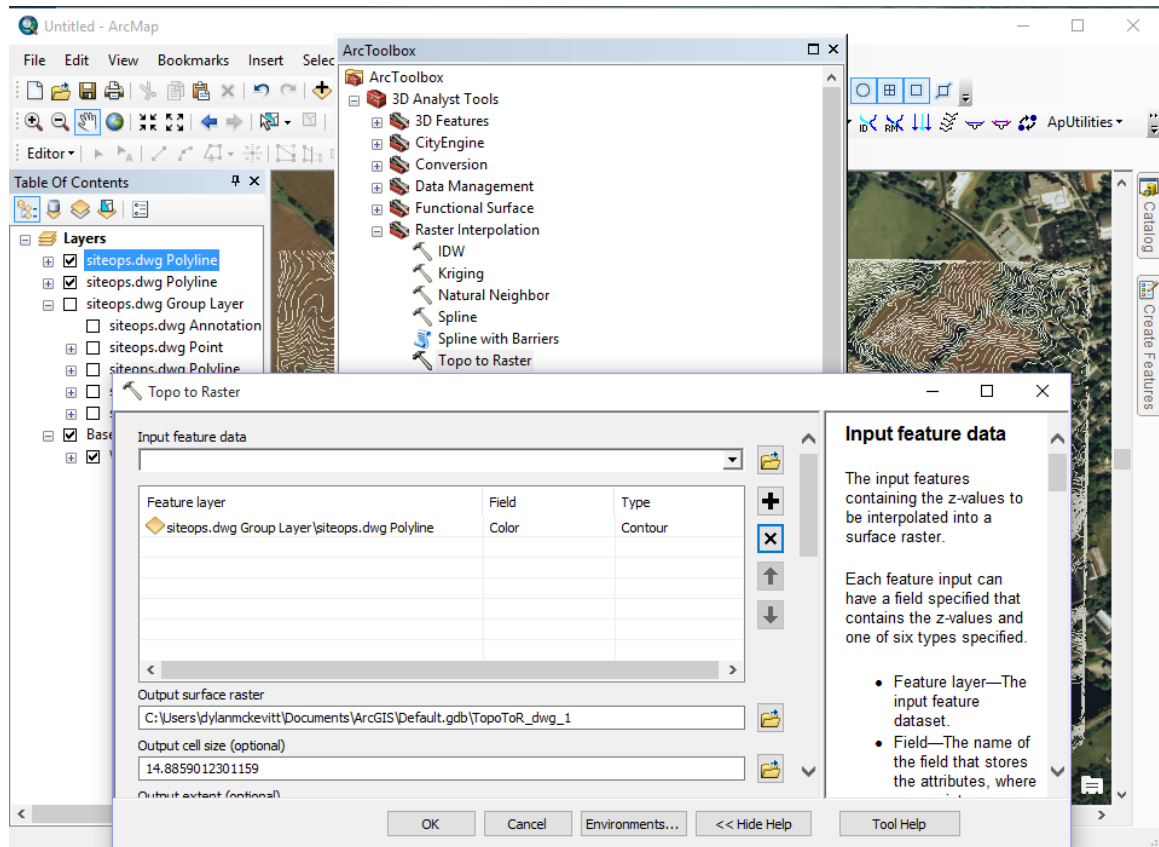 Untitled - ArcMap
File Edit View Bookmarks Insert Selec
Editor
ID RMK ApUtilities
Table Of Contents
Layers
siteops.dwg Polyline
siteops.dwg Polyline
siteops.dwg Group Layer
siteops.dwg Annotation
siteops.dwg Point
siteops.dwg Polyline
s
s
Base
ArcToolbox
ArcToolbox
3D Analyst Tools
3D Features
CityEngine
Conversion
Data Management
Functional Surface
Raster Interpolation
IDW
Kriging
Natural Neighbor
Spline
Spline with Barriers
Topo to Raster
Catalog
Create Features
Topo to Raster
Input feature data
Feature layer Field Type
siteops.dwg Group Layer\siteops.dwg Polyline Color Contour
Output surface raster
C:\Users\dylanmckevitt\Documents\ArcGIS\Default.gdb\TopoToR_dwg_1
Output cell size (optional)
14.8859012301159
Output extent (optional)
OK Cancel Environments... << Hide Help Tool Help
Input feature data
The input features
containing the z-values to
be interpolated into a
surface raster.
Each feature input can
have a field specified that
contains the z-values and
one of six types specified.
• Feature layer—The
input feature
dataset.
• Field—The name of
the field that stores
the attributes, where